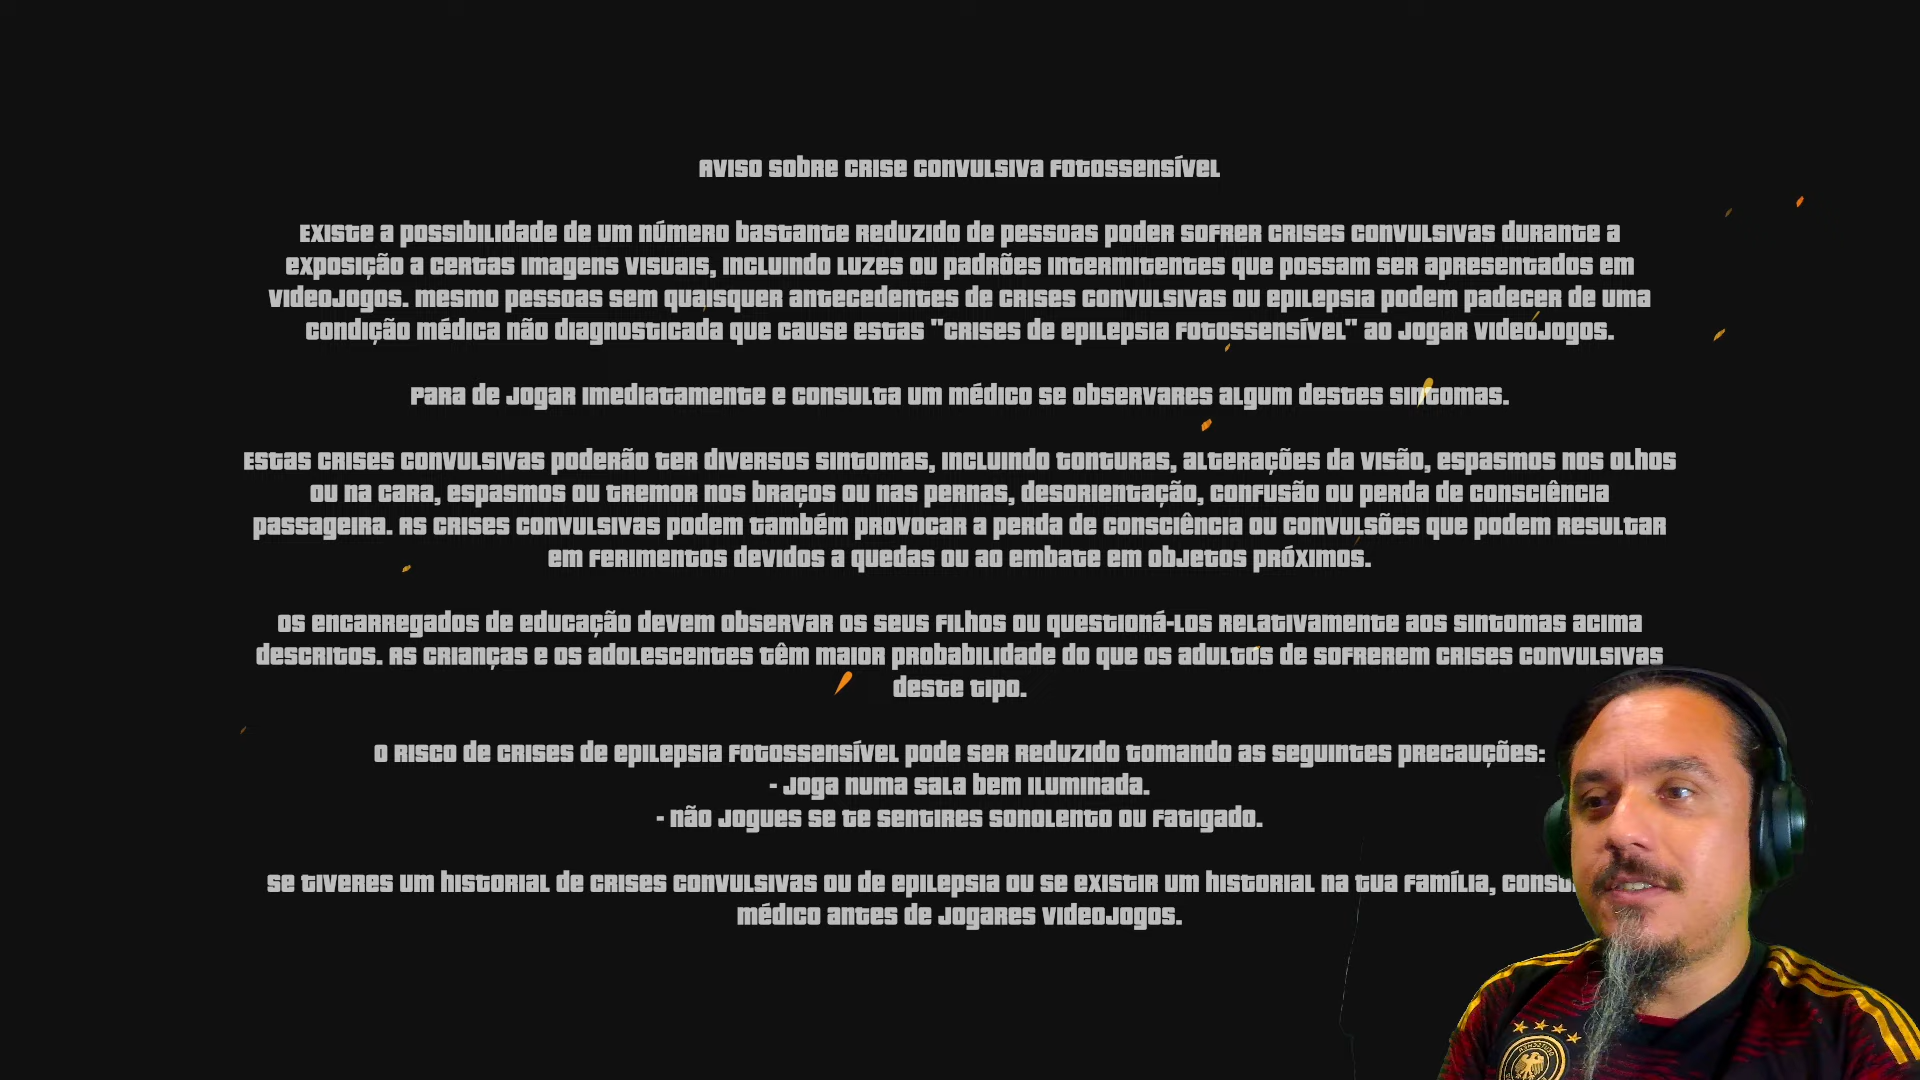 Aviso sobre crise convulsiva fotossensível
Existe a possibilidade de um número bastante reduzido de pessoas poder sofrer crises convulsivas durante a
exposição a certas imagens visuais, incluindo luzes ou padrões intermitentes que possam ser apresentados em
videojogos. Mesmo pessoas sem quaisquer antecedentes de crises convulsivas ou epilepsia podem padecer de uma
condição médica não diagnosticada que cause estas "crises de epilepsia fotossensível" ao jogar videojogos.
Para de jogar imediatamente e consulta um médico se observares algum destes sintomas.
Estas crises convulsivas poderão ter diversos sintomas, incluindo tonturas, alterações da visão, espasmos nos olhos
ou na cara, espasmos ou tremor nos braços ou nas pernas, desorientação, confusão ou perda de consciência
passageira. As crises convulsivas podem também provocar a perda de consciência ou convulsões que podem resultar
em ferimentos devidos a quedas ou ao embate em objetos próximos.
Os encarregados de educação devem observar os seus filhos ou questioná-los relativamente aos sintomas acima
descritos. As crianças e os adolescentes têm maior probabilidade do que os adultos de sofrerem crises convulsivas
deste tipo.
O risco de crises de epilepsia fotossensível pode ser reduzido tomando as seguintes precauções:
- Joga numa sala bem iluminada.
- Não jogues se te sentires sonolento ou fatigado.
Se tiveres um historial de crises convulsivas ou de epilepsia ou se existir um historial na tua família,
médico antes de jogares videojogos.